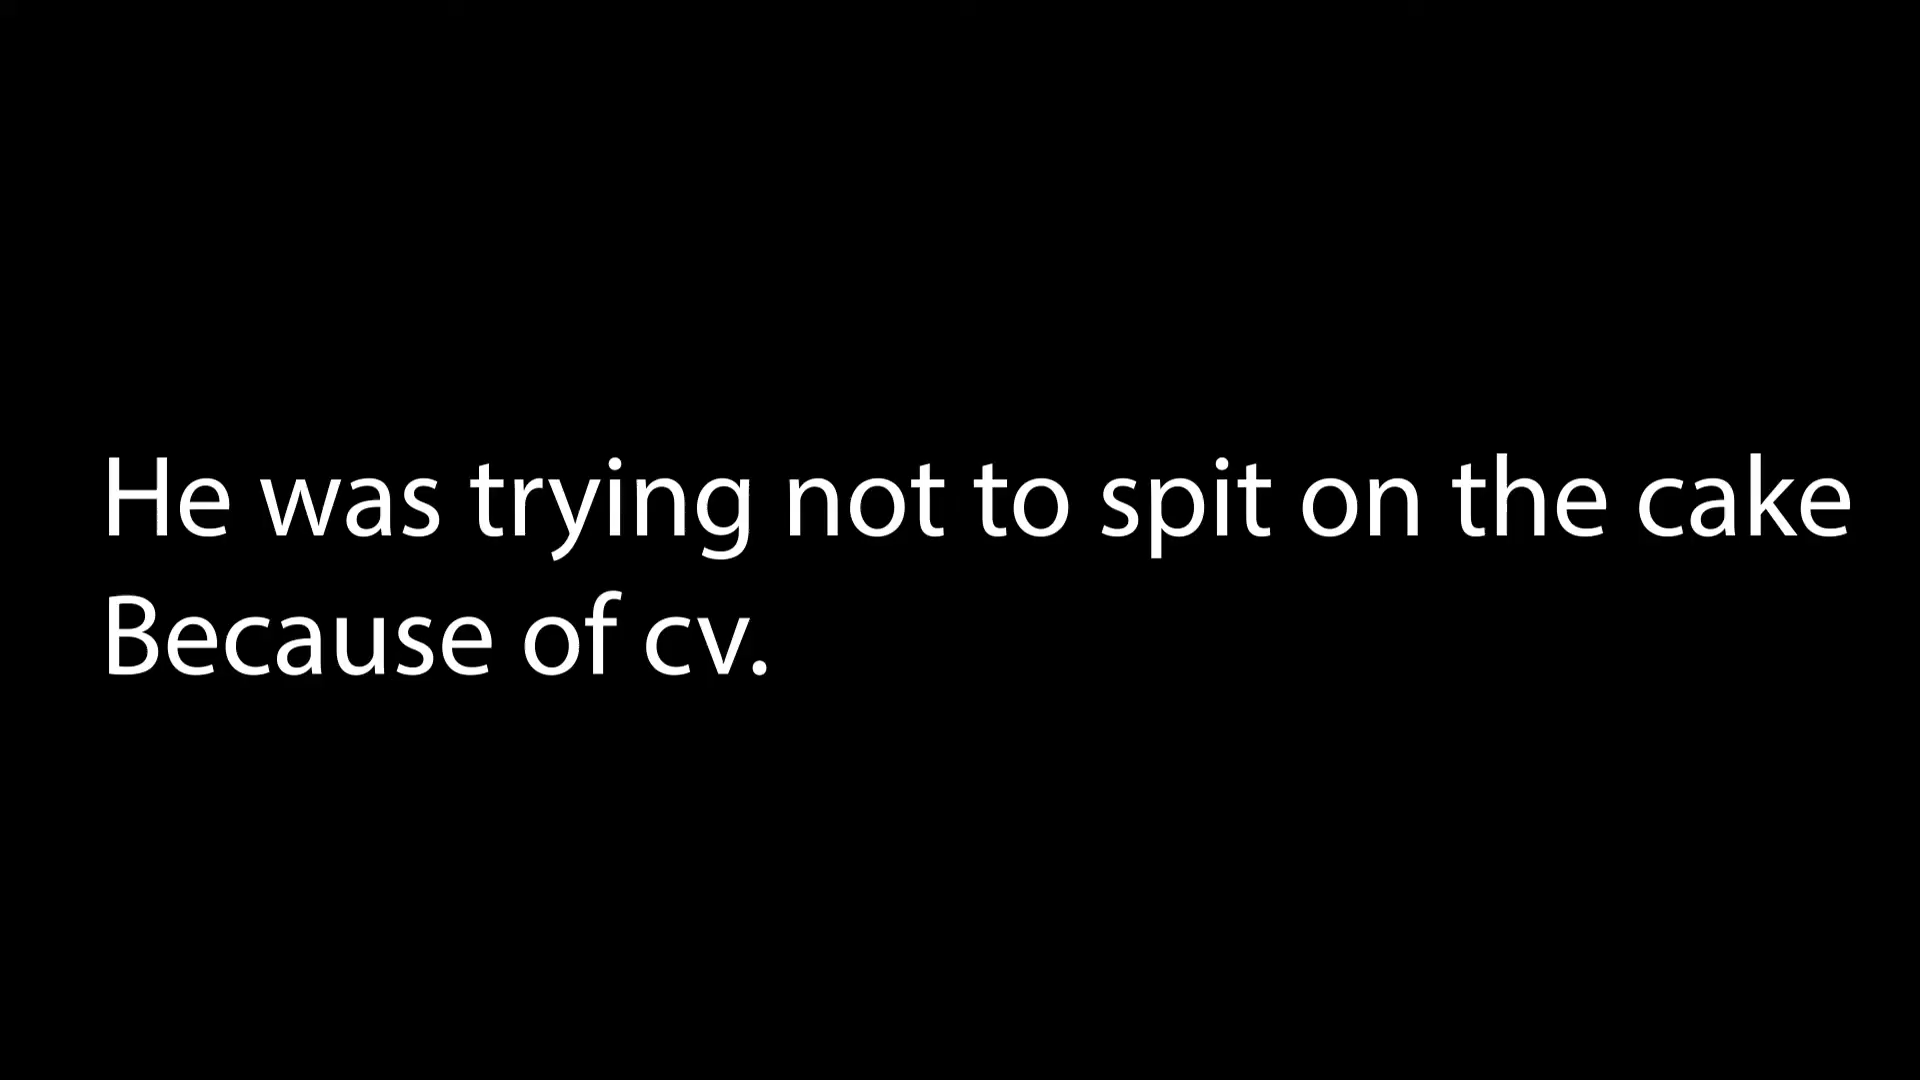 He was trying not to spit on the cake
Because of cv.